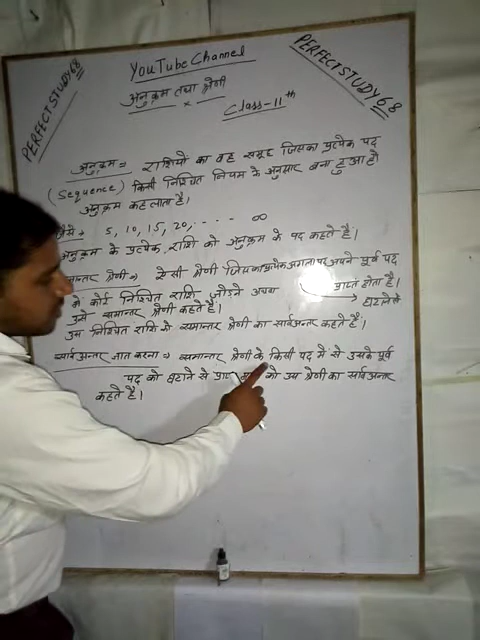 YouTube Channel
PERFECT STUDY 68
PERFECT STUDY 68
अनुक्रम तथा श्रेणी
Class-11th
अनुक्रम ⇒ राशियों का वह समूह जिसका प्रत्येक पद
(Sequence) किसी निश्चित नियम के अनुसार बना हुआ हो
अनुक्रम कहलाता है।
जैसे ⇒ 5, 10, 15, 20, - - - - ∞
अनुक्रम के प्रत्येक राशि को अनुक्रम के पद कहते हैं।
समान्तर श्रेणी ⇒ ऐसी श्रेणी जिसका प्रत्येक अगला पद अपने पूर्व पद
में कोई निश्चित राशि जोड़ने अथवा प्राप्त होता है।
घटाने से
उसे समान्तर श्रेणी कहते हैं।
उस निश्चित राशि को समान्तर श्रेणी का सार्वअन्तर कहते हैं।
सार्वअन्तर ज्ञात करना ⇒ समान्तर श्रेणी के किसी पद में से उसके पूर्व
पद को घटाने से को उस श्रेणी का सार्वअन्तर
कहते हैं।